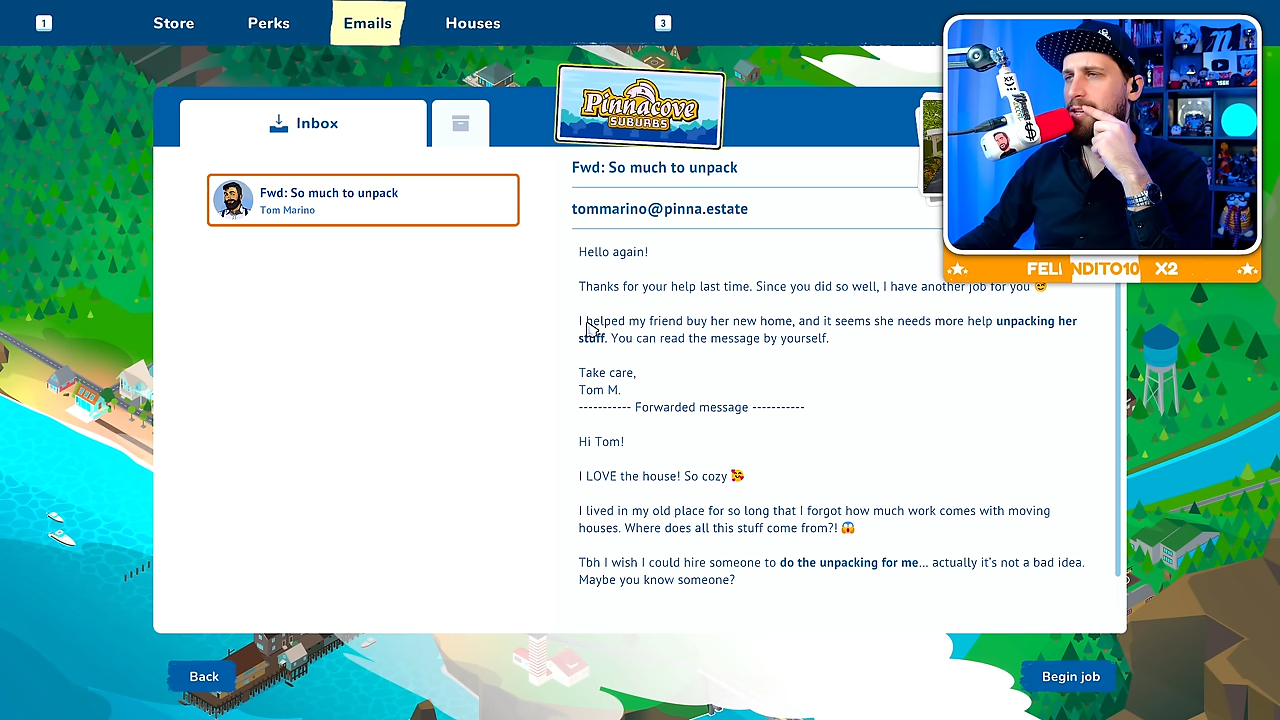 1
Store
Perks
Emails
Houses
3
Inbox
Pinnacove
SUBURBS
Fwd: So much to unpack
Tom Marino
Fwd: So much to unpack
tommarino@pinna.estate
Hello again!
Thanks for your help last time. Since you did so well, I have another job for you 😊
I helped my friend buy her new home, and it seems she needs more help unpacking her
stuff. You can read the message by yourself.
Take care,
Tom M.
----------- Forwarded message -----------
Hi Tom!
I LOVE the house! So cozy 🥰
I lived in my old place for so long that I forgot how much work comes with moving
houses. Where does all this stuff come from?! 😱
Tbh I wish I could hire someone to do the unpacking for me... actually it's not a bad idea.
Maybe you know someone?
FELI NDITO10 X2
Back
Begin job